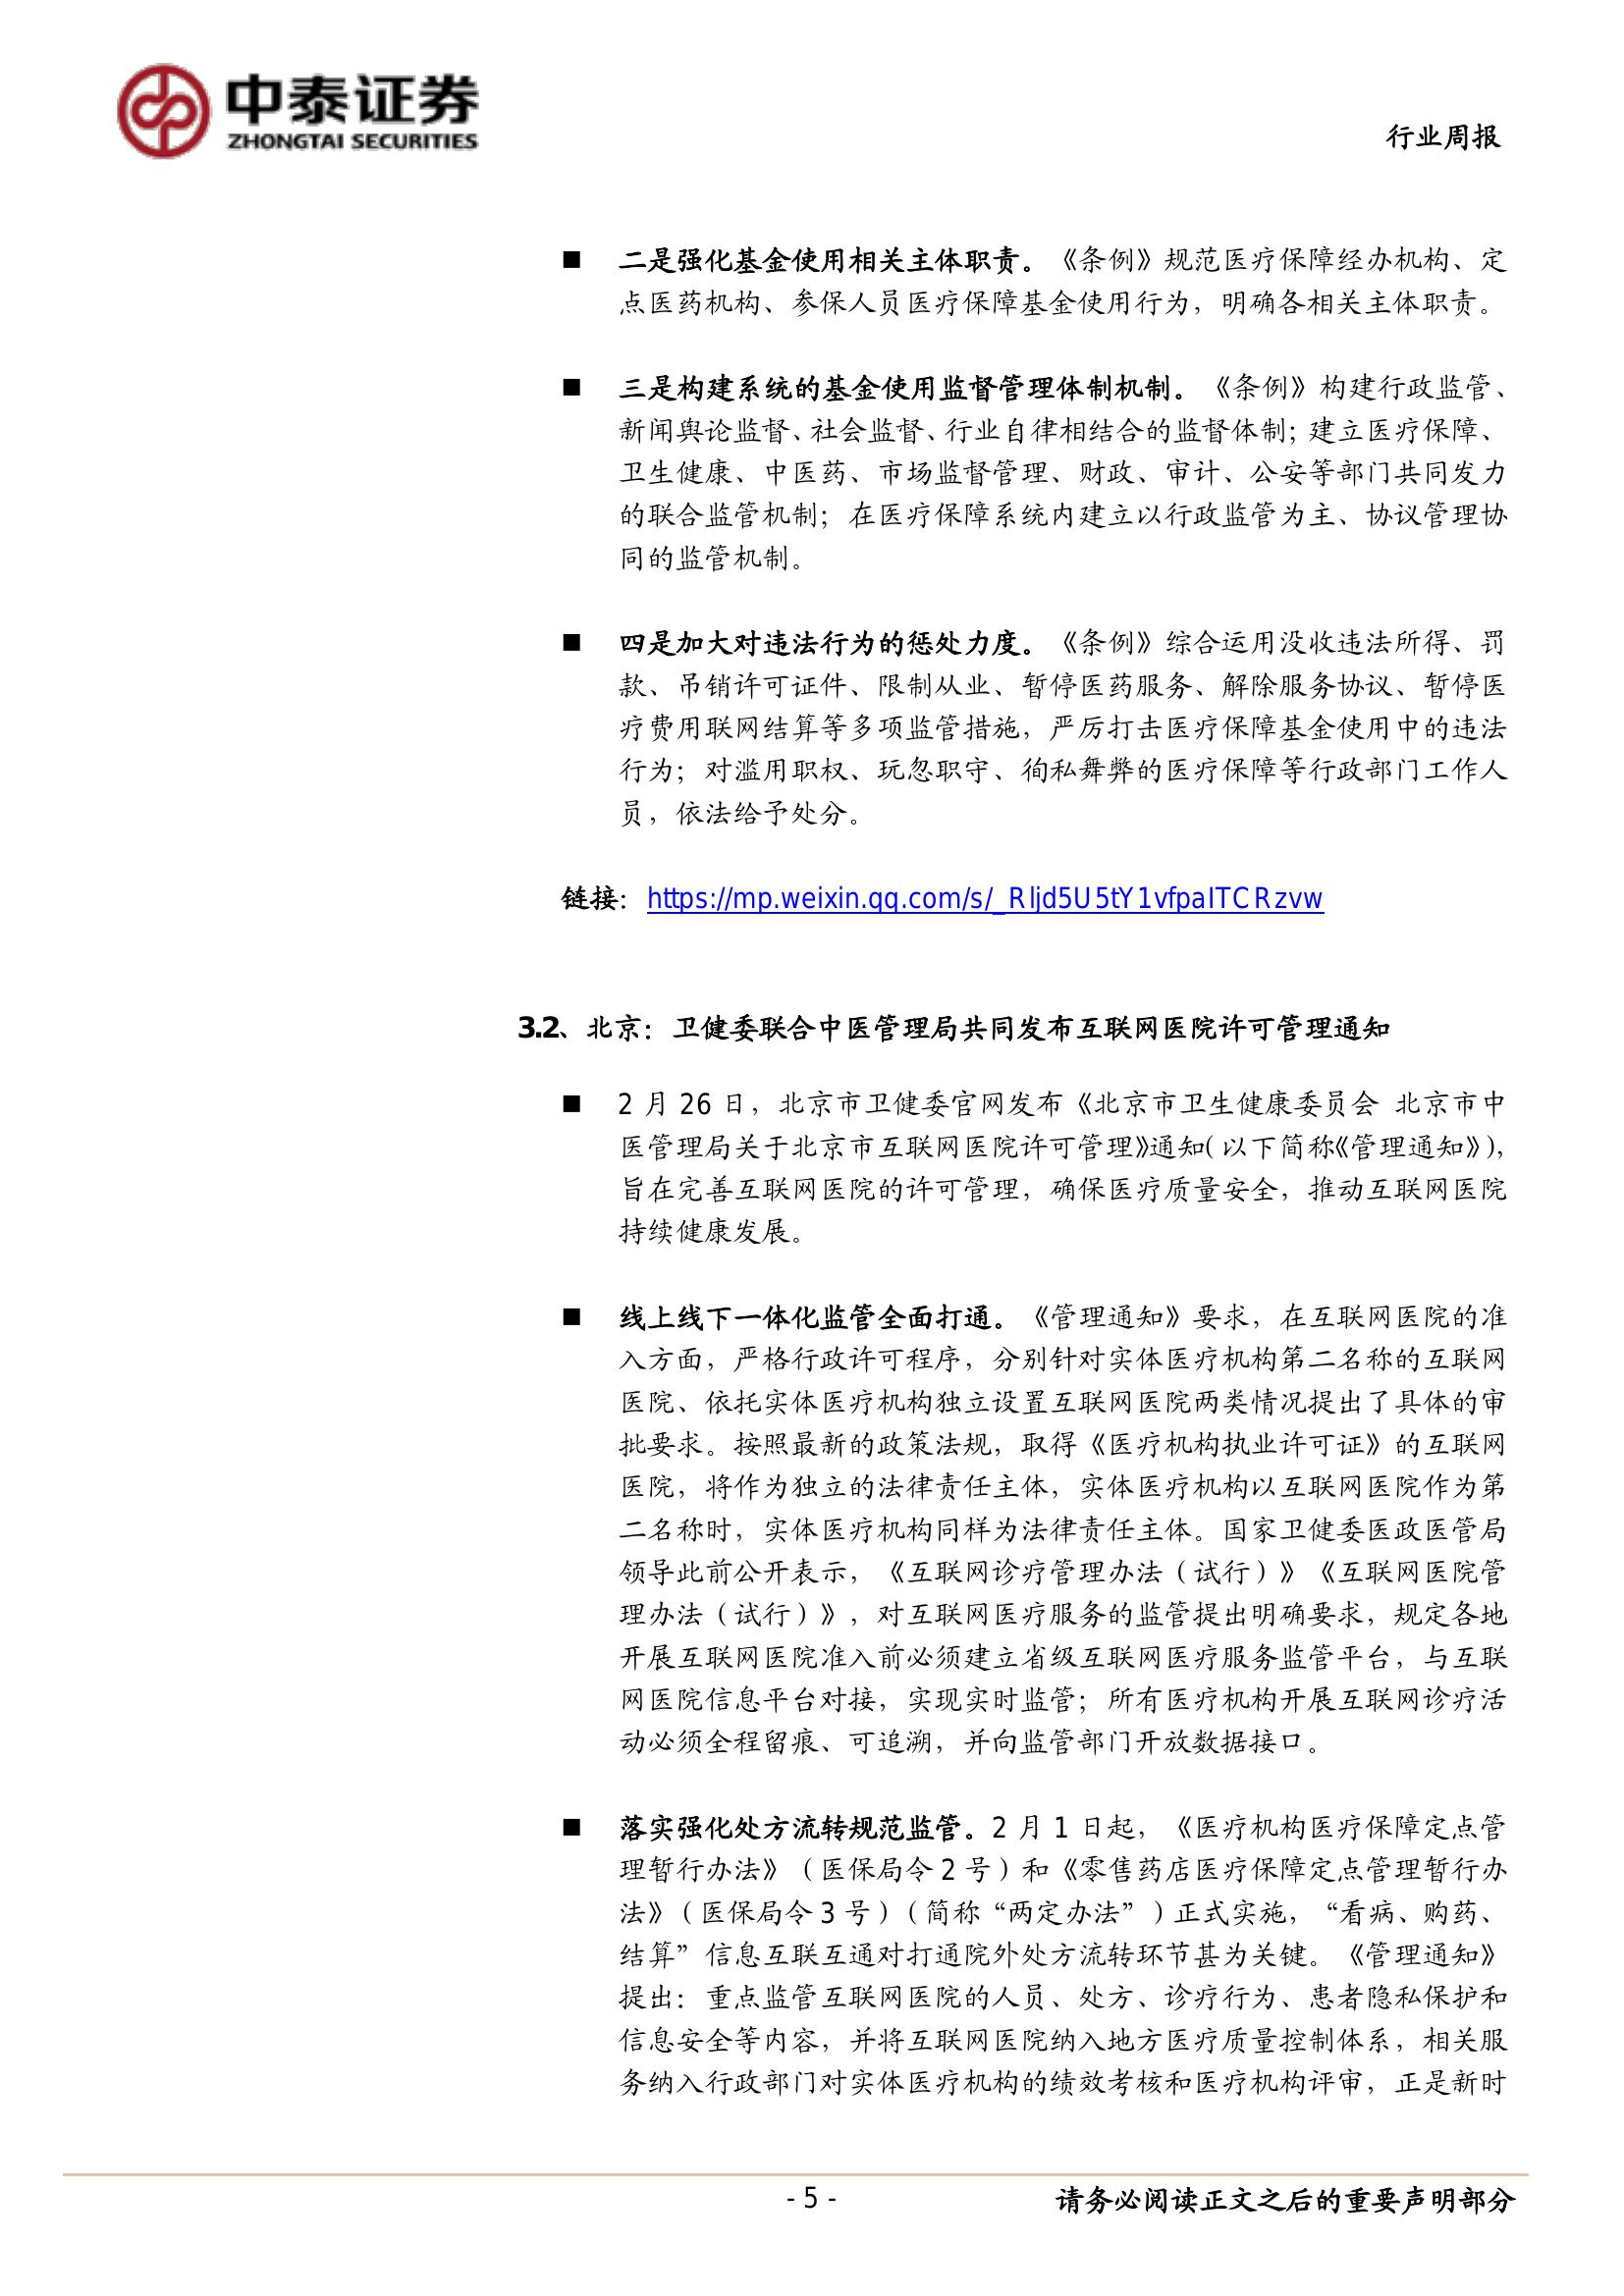 中泰证券
ZHONGTAI SECURITIES
行业周报
■ 二是强化基金使用相关主体职责。《条例》规范医疗保障经办机构、定
点医药机构、参保人员医疗保障基金使用行为，明确各相关主体职责。
■ 三是构建系统的基金使用监督管理体制机制。《条例》构建行政监管、
新闻舆论监督、社会监督、行业自律相结合的监督体制；建立医疗保障、
卫生健康、中医药、市场监督管理、财政、审计、公安等部门共同发力
的联合监管机制；在医疗保障系统内建立以行政监管为主、协议管理协
同的监管机制。
■ 四是加大对违法行为的惩处力度。《条例》综合运用没收违法所得、罚
款、吊销许可证件、限制从业、暂停医药服务、解除服务协议、暂停医
疗费用联网结算等多项监管措施，严厉打击医疗保障基金使用中的违法
行为；对滥用职权、玩忽职守、徇私舞弊的医疗保障等行政部门工作人
员，依法给予处分。
链接：https://mp.weixin.qq.com/s/_Rljd5U5tY1vfpaITCRzvw
3.2、北京：卫健委联合中医管理局共同发布互联网医院许可管理通知
■ 2 月 26 日，北京市卫健委官网发布《北京市卫生健康委员会 北京市中
医管理局关于北京市互联网医院许可管理》通知(以下简称《管理通知》),
旨在完善互联网医院的许可管理，确保医疗质量安全，推动互联网医院
持续健康发展。
■ 线上线下一体化监管全面打通。《管理通知》要求，在互联网医院的准
入方面，严格行政许可程序，分别针对实体医疗机构第二名称的互联网
医院、依托实体医疗机构独立设置互联网医院两类情况提出了具体的审
批要求。按照最新的政策法规，取得《医疗机构执业许可证》的互联网
医院，将作为独立的法律责任主体，实体医疗机构以互联网医院作为第
二名称时，实体医疗机构同样为法律责任主体。国家卫健委医政医管局
领导此前公开表示，《互联网诊疗管理办法（试行）》《互联网医院管
理办法（试行）》，对互联网医疗服务的监管提出明确要求，规定各地
开展互联网医院准入前必须建立省级互联网医疗服务监管平台，与互联
网医院信息平台对接，实现实时监管；所有医疗机构开展互联网诊疗活
动必须全程留痕、可追溯，并向监管部门开放数据接口。
■ 落实强化处方流转规范监管。2 月 1 日起，《医疗机构医疗保障定点管
理暂行办法》（医保局令 2 号）和《零售药店医疗保障定点管理暂行办
法》（医保局令 3 号）（简称“两定办法”）正式实施，“看病、购药、
结算”信息互联互通对打通院外处方流转环节甚为关键。《管理通知》
提出：重点监管互联网医院的人员、处方、诊疗行为、患者隐私保护和
信息安全等内容，并将互联网医院纳入地方医疗质量控制体系，相关服
务纳入行政部门对实体医疗机构的绩效考核和医疗机构评审，正是新时
- 5 -
请务必阅读正文之后的重要声明部分